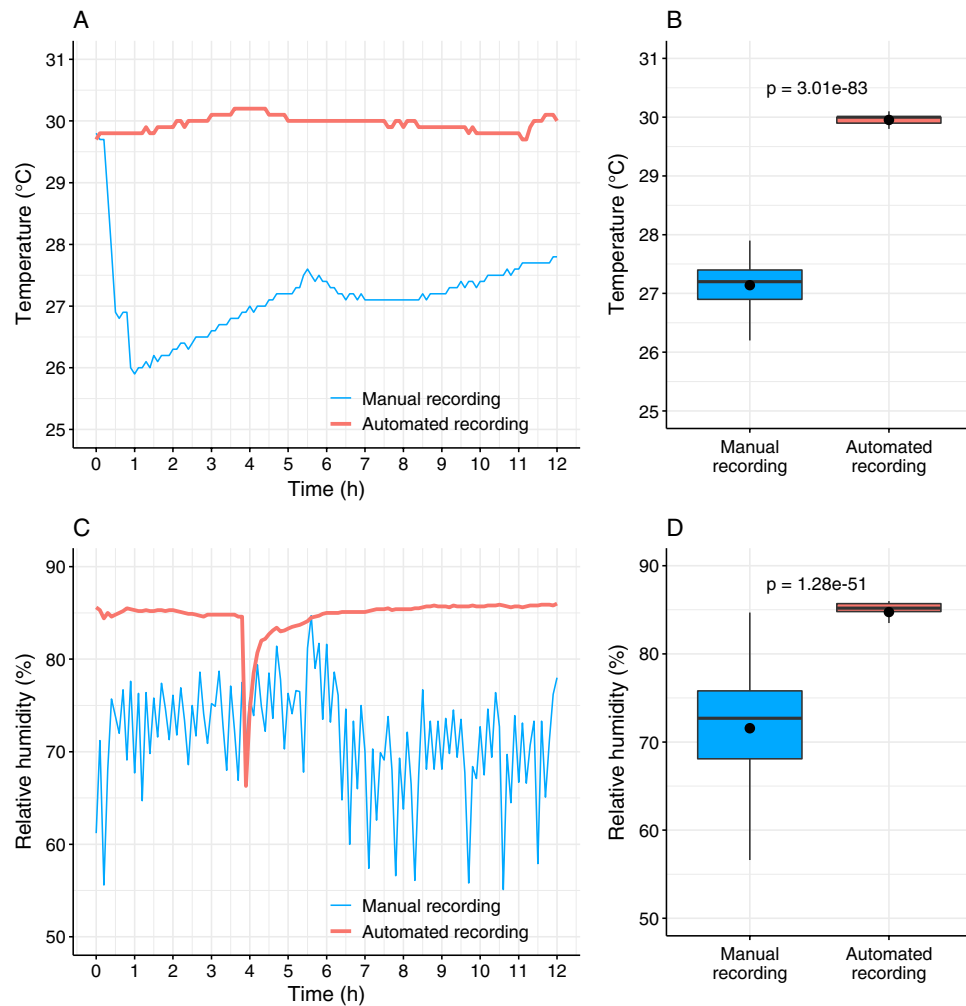 A
Temperature (°C)
31
30
29
28
27
26
25
Manual recording
Automated recording
0 1 2 3 4 5 6 7 8 9 10 11 12
Time (h)
B
Temperature (°C)
31
30
29
28
27
26
25
p = 3.01e-83
Manual Automated
recording recording
C
Relative humidity (%)
90
80
70
60
50
Manual recording
Automated recording
0 1 2 3 4 5 6 7 8 9 10 11 12
Time (h)
D
Relative humidity (%)
90
80
70
60
50
p = 1.28e-51
Manual Automated
recording recording